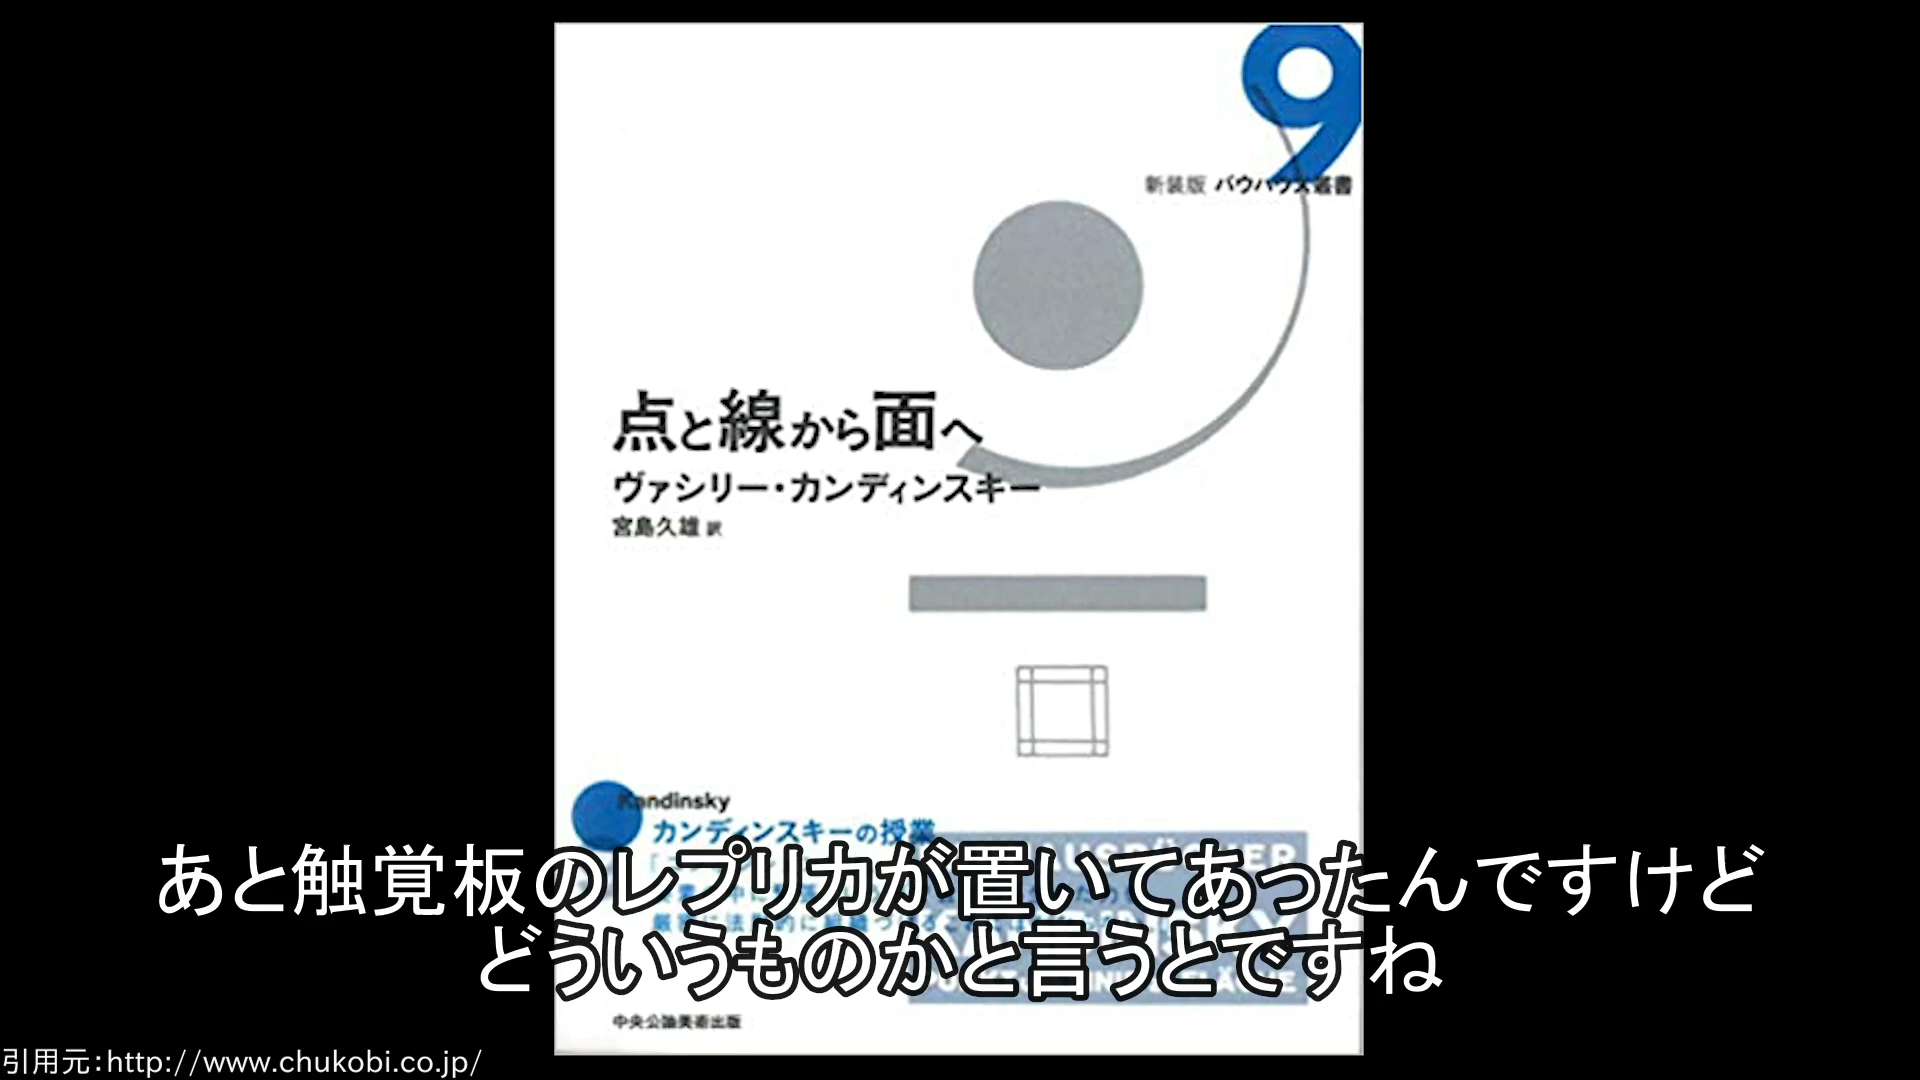 9
新装版 バウハウス叢書
点と線から面へ
ヴァシリー・カンディンスキー
宮島久雄 訳
Kandinsky
カンディンスキーの授業
あと触覚板のレプリカが置いてあったんですけど
どういうものかと言うとですね
中央公論美術出版
引用元:http://www.chukobi.co.jp/